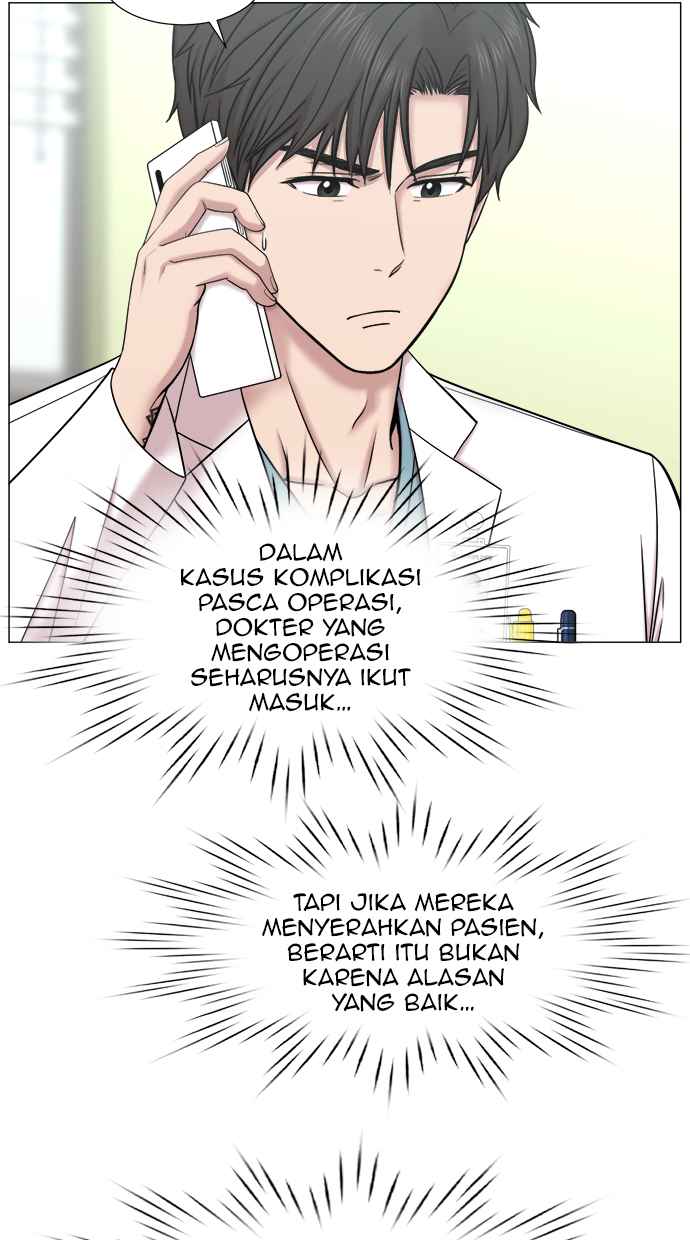 DALAM
KASUS KOMPLIKASI
PASCA OPERASI,
DOKTER YANG
MENGOPERASI
SEHARUSNYA IKUT
MASUK...
TAPI JIKA MEREKA
MENYERAHKAN PASIEN,
BERARTI ITU BUKAN
KARENA ALASAN
YANG BAIK...